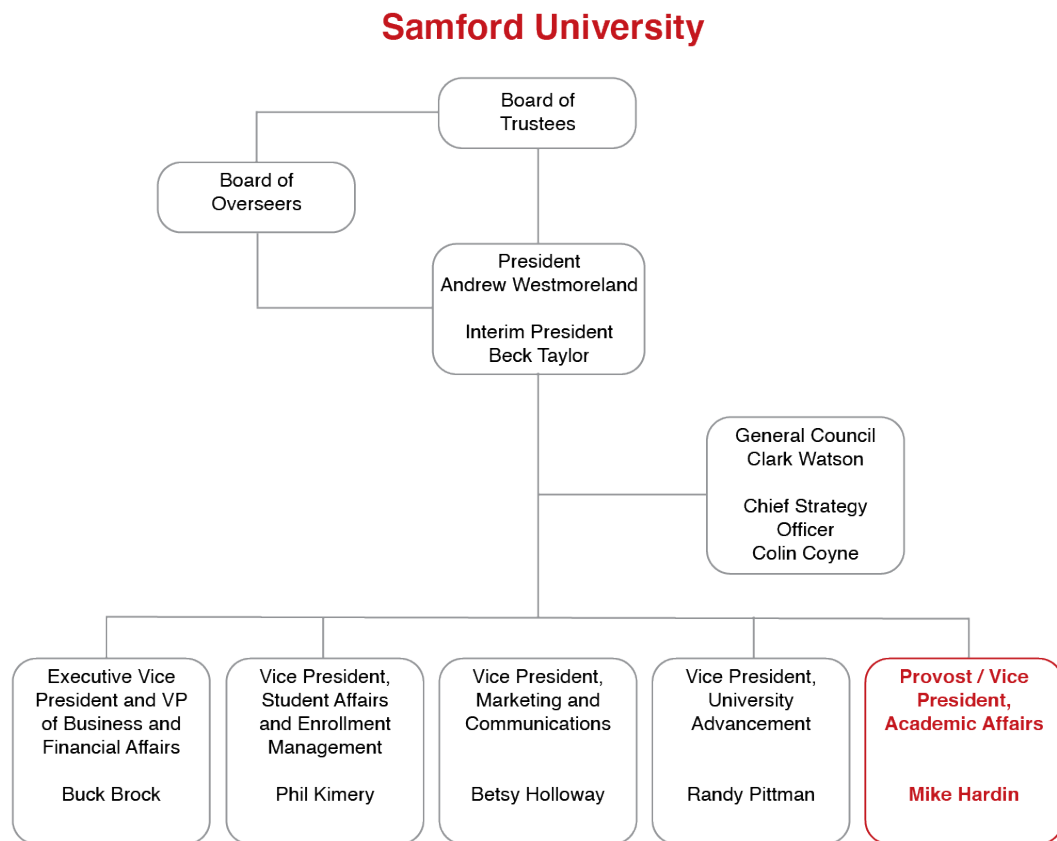 Samford University
Board of
Trustees
Board of
Overseers
President
Andrew Westmoreland
Interim President
Beck Taylor
General Council
Clark Watson
Chief Strategy
Officer
Colin Coyne
Executive Vice
President and VP
of Business and
Financial Affairs
Buck Brock
Vice President,
Student Affairs
and Enrollment
Management
Phil Kimery
Vice President,
Marketing and
Communications
Betsy Holloway
Vice President,
University
Advancement
Randy Pittman
Provost / Vice
President,
Academic Affairs
Mike Hardin